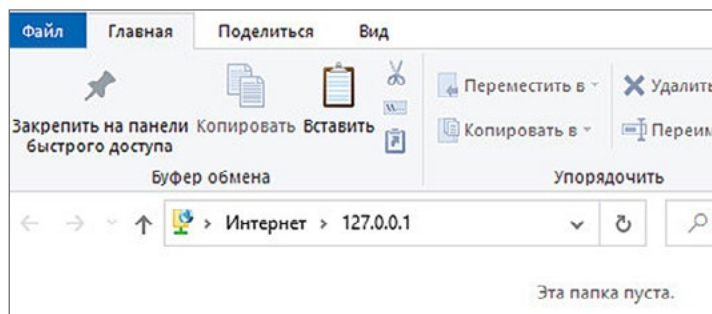 Файл Главная Поделиться Вид
Переместить в
Закрепить на панели быстрого доступа
Копировать
Вставить
Копировать в
Буфер обмена
Упорядочить
Интернет 127.0.0.1
Эта папка пуста.